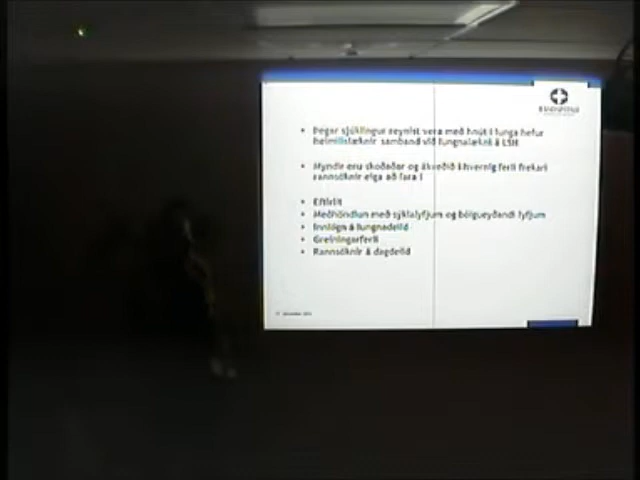 • Þegar sjúklingur reynist vera með hnút í lunga hefur
heimilislæknir samband við lungnalækni á LSH
• Myndir eru skoðaðar og ákveðið í hvernig ferli frekari
rannsóknir eiga að fara í
• Eftirlit
• Meðhöndlun með sýklalyfjum og bólgueyðandi lyfjum
• Innlögn á lungnadeild
• Greiningarferli
• Rannsóknir á dagdeild